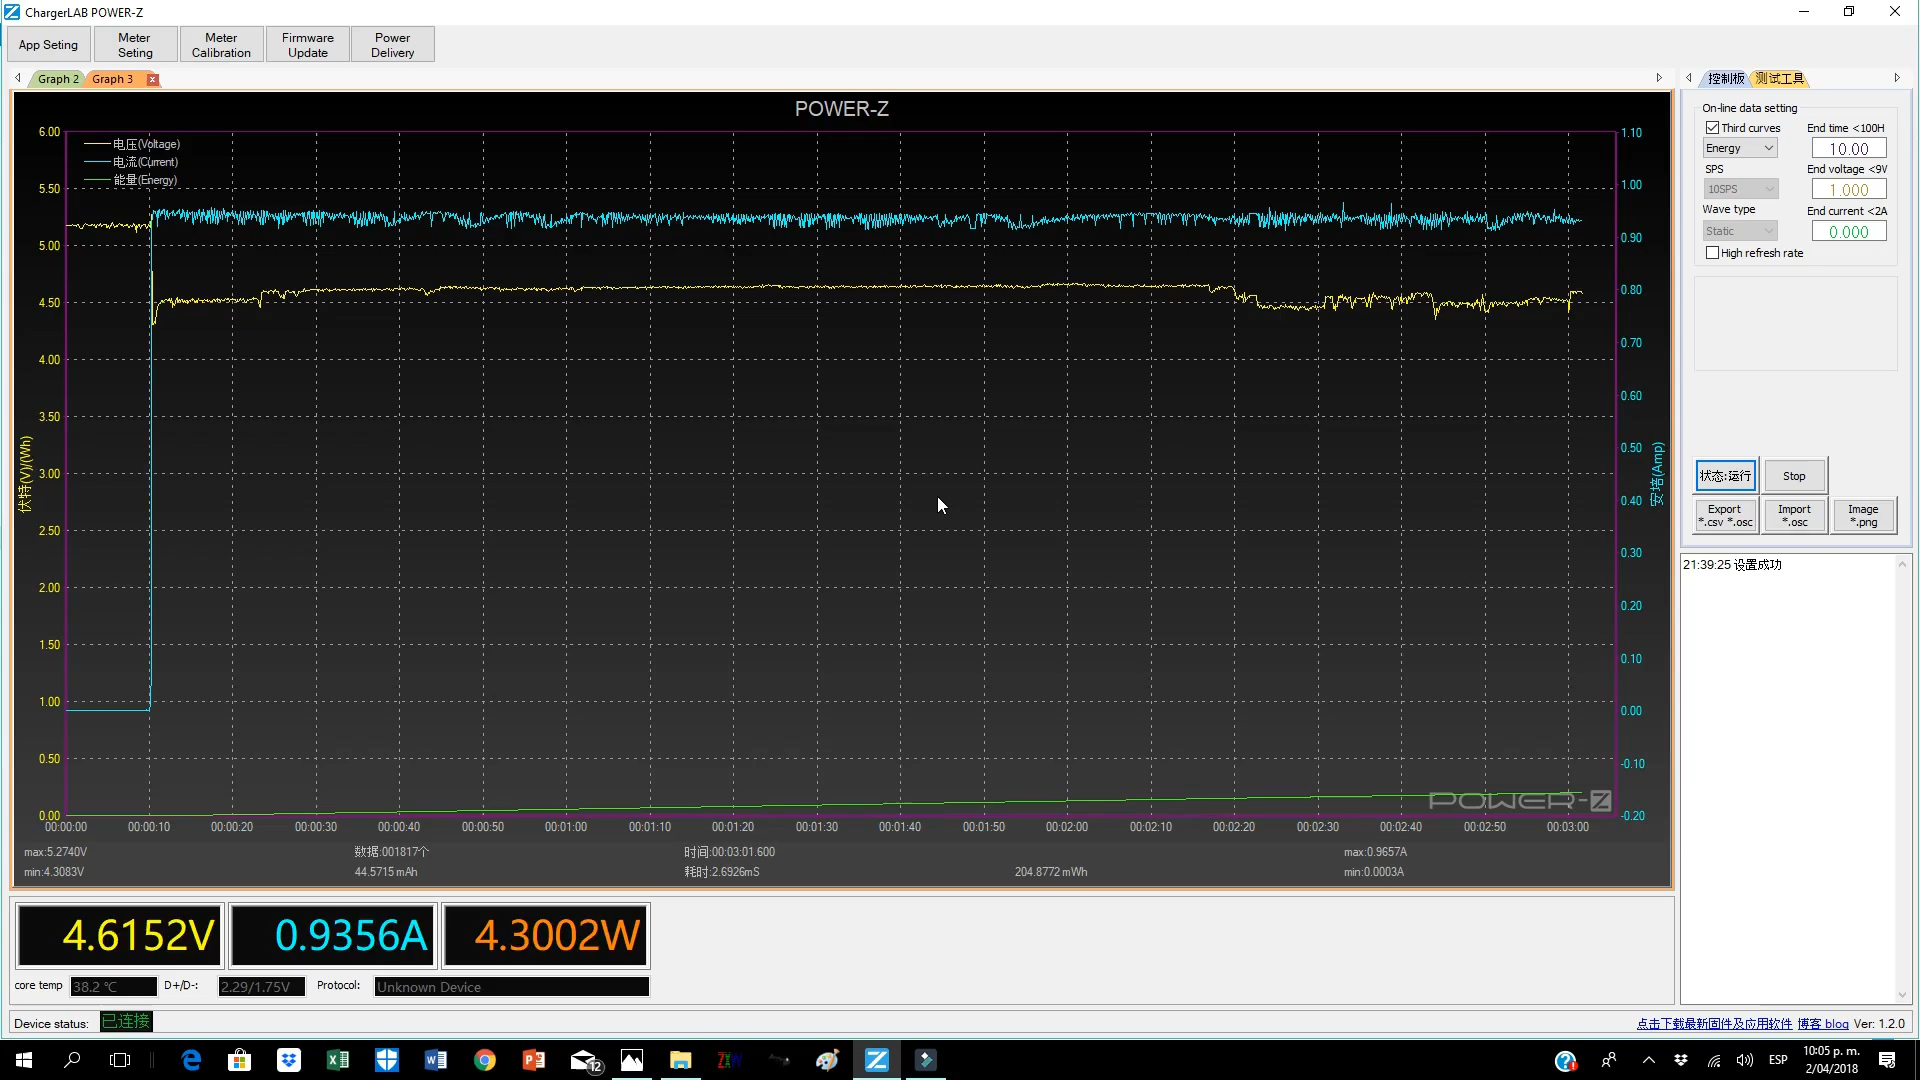 ChargerLAB POWER-Z
App Seting
Meter Seting
Meter Calibration
Firmware Update
Power Delivery
Graph 2
Graph 3
控制板
测试工具
POWER-Z
电压(Voltage)
电流(Current)
能量(Energy)
6.00
5.50
5.00
4.50
4.00
3.50
3.00
2.50
2.00
1.50
1.00
0.50
0.00
伏特(V)/(Wh)
1.10
1.00
0.90
0.80
0.70
0.60
0.50
0.40
0.30
0.20
0.10
0.00
-0.10
-0.20
安培(Amp)
POWER-Z
00:00:00 00:00:10 00:00:20 00:00:30 00:00:40 00:00:50 00:01:00 00:01:10 00:01:20 00:01:30 00:01:40 00:01:50 00:02:00 00:02:10 00:02:20 00:02:30 00:02:40 00:02:50 00:03:00
max:5.2740V 数据:001817个 时间:00:03:01.600 max:0.9657A
min:4.3083V 44.5715 mAh 耗时:2.6926mS 204.8772 mWh min:0.0003A
On-line data setting
Third curves End time <100H
Energy 10.00
SPS End voltage <9V
10SPS 1.000
Wave type End current <2A
Static 0.000
High refresh rate
状态:运行 Stop
Export *.csv *.osc
Import *.osc
Image *.png
21:39:25 设置成功
4.6152V 0.9356A 4.3002W
core temp 38.2 ℃ D+/D-: 2.29/1.75V Protocol: Unknown Device
Device status: 已连接
点击下载最新固件及应用软件 博客 blog Ver: 1.2.0
12
ESP
10:05 p. m.
2/04/2018